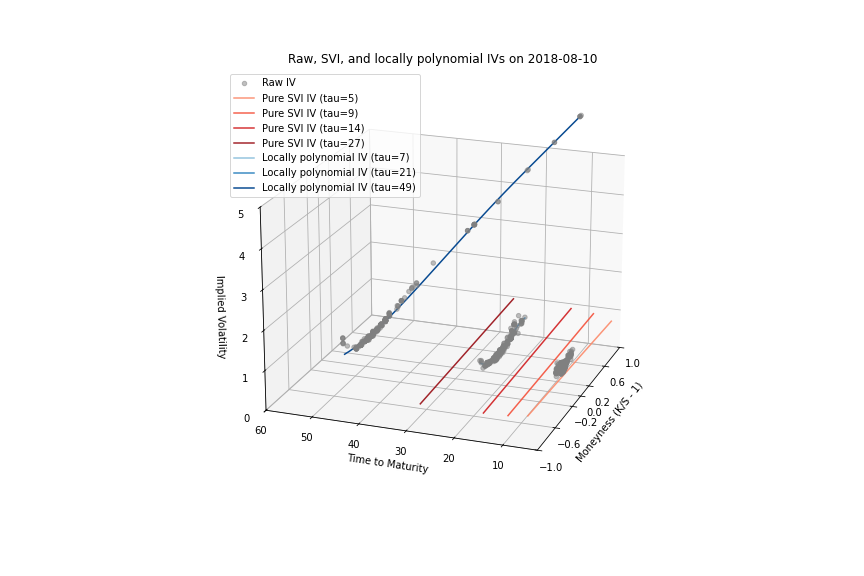 Raw, SVI, and locally polynomial IVs on 2018-08-10
Raw IV
Pure SVI IV (tau=5)
Pure SVI IV (tau=9)
Pure SVI IV (tau=14)
Pure SVI IV (tau=27)
Locally polynomial IV (tau=7)
Locally polynomial IV (tau=21)
Locally polynomial IV (tau=49)
5
4
3
2
1
0
Implied Volatility
60
50
40
30
20
10
Time to Maturity
1.0
0.6
0.2
0.0
−0.2
−0.6
−1.0
Moneyness (K/S - 1)